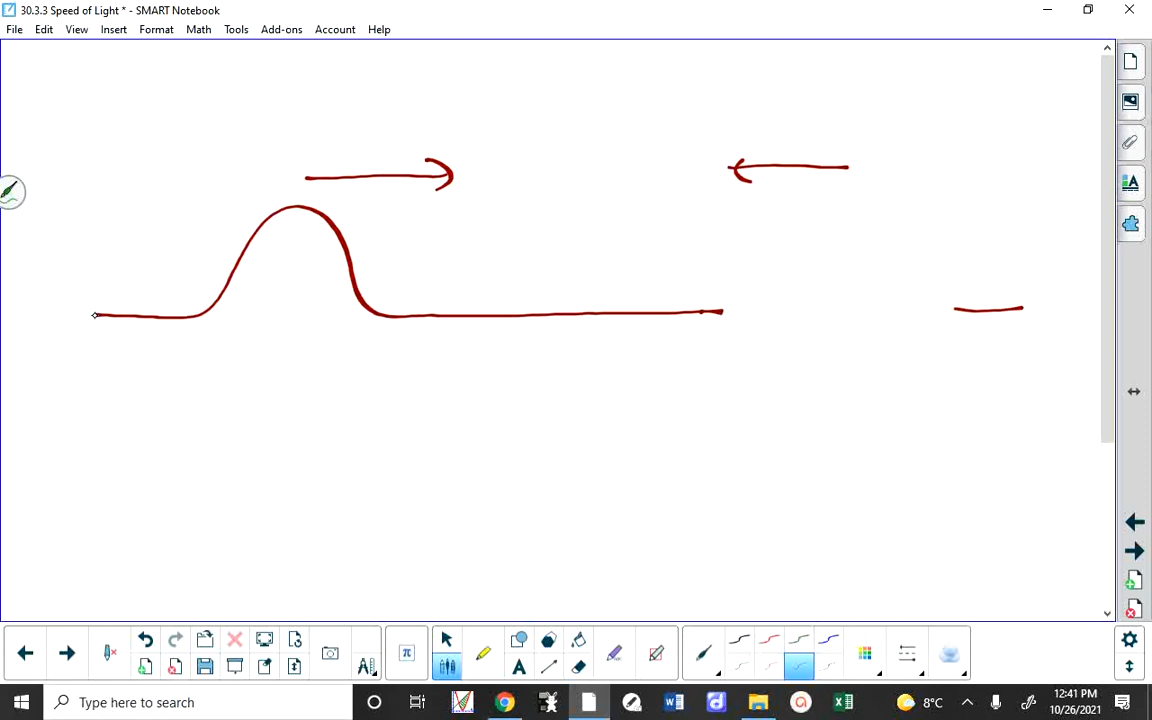 30.3.3 Speed of Light * - SMART Notebook
File Edit View Insert Format Math Tools Add-ons Account Help
π
A
Type here to search
8°C
12:41 PM
10/26/2021